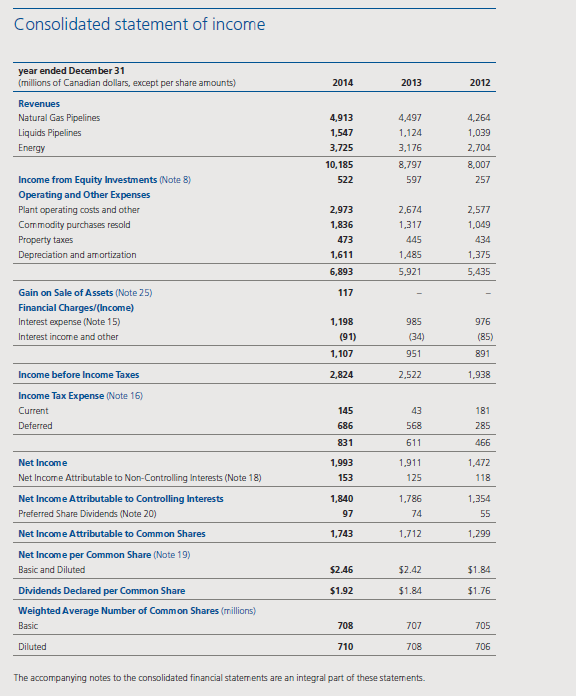 Consolidated statement of income
year ended December 31
(millions of Canadian dollars, except per share amounts) 2014 2013 2012
Revenues
Natural Gas Pipelines 4,913 4,497 4,264
Liquids Pipelines 1,547 1,124 1,039
Energy 3,725 3,176 2,704
10,185 8,797 8,007
Income from Equity Investments (Note 8) 522 597 257
Operating and Other Expenses
Plant operating costs and other 2,973 2,674 2,577
Commodity purchases resold 1,836 1,317 1,049
Property taxes 473 445 434
Depreciation and amortization 1,611 1,485 1,375
6,893 5,921 5,435
Gain on Sale of Assets (Note 25) 117 – –
Financial Charges/(Income)
Interest expense (Note 15) 1,198 985 976
Interest income and other (91) (34) (85)
1,107 951 891
Income before Income Taxes 2,824 2,522 1,938
Income Tax Expense (Note 16)
Current 145 43 181
Deferred 686 568 285
831 611 466
Net Income 1,993 1,911 1,472
Net Income Attributable to Non-Controlling Interests (Note 18) 153 125 118
Net Income Attributable to Controlling Interests 1,840 1,786 1,354
Preferred Share Dividends (Note 20) 97 74 55
Net Income Attributable to Common Shares 1,743 1,712 1,299
Net Income per Common Share (Note 19)
Basic and Diluted $2.46 $2.42 $1.84
Dividends Declared per Common Share $1.92 $1.84 $1.76
Weighted Average Number of Common Shares (millions)
Basic 708 707 705
Diluted 710 708 706
The accompanying notes to the consolidated financial statements are an integral part of these statements.